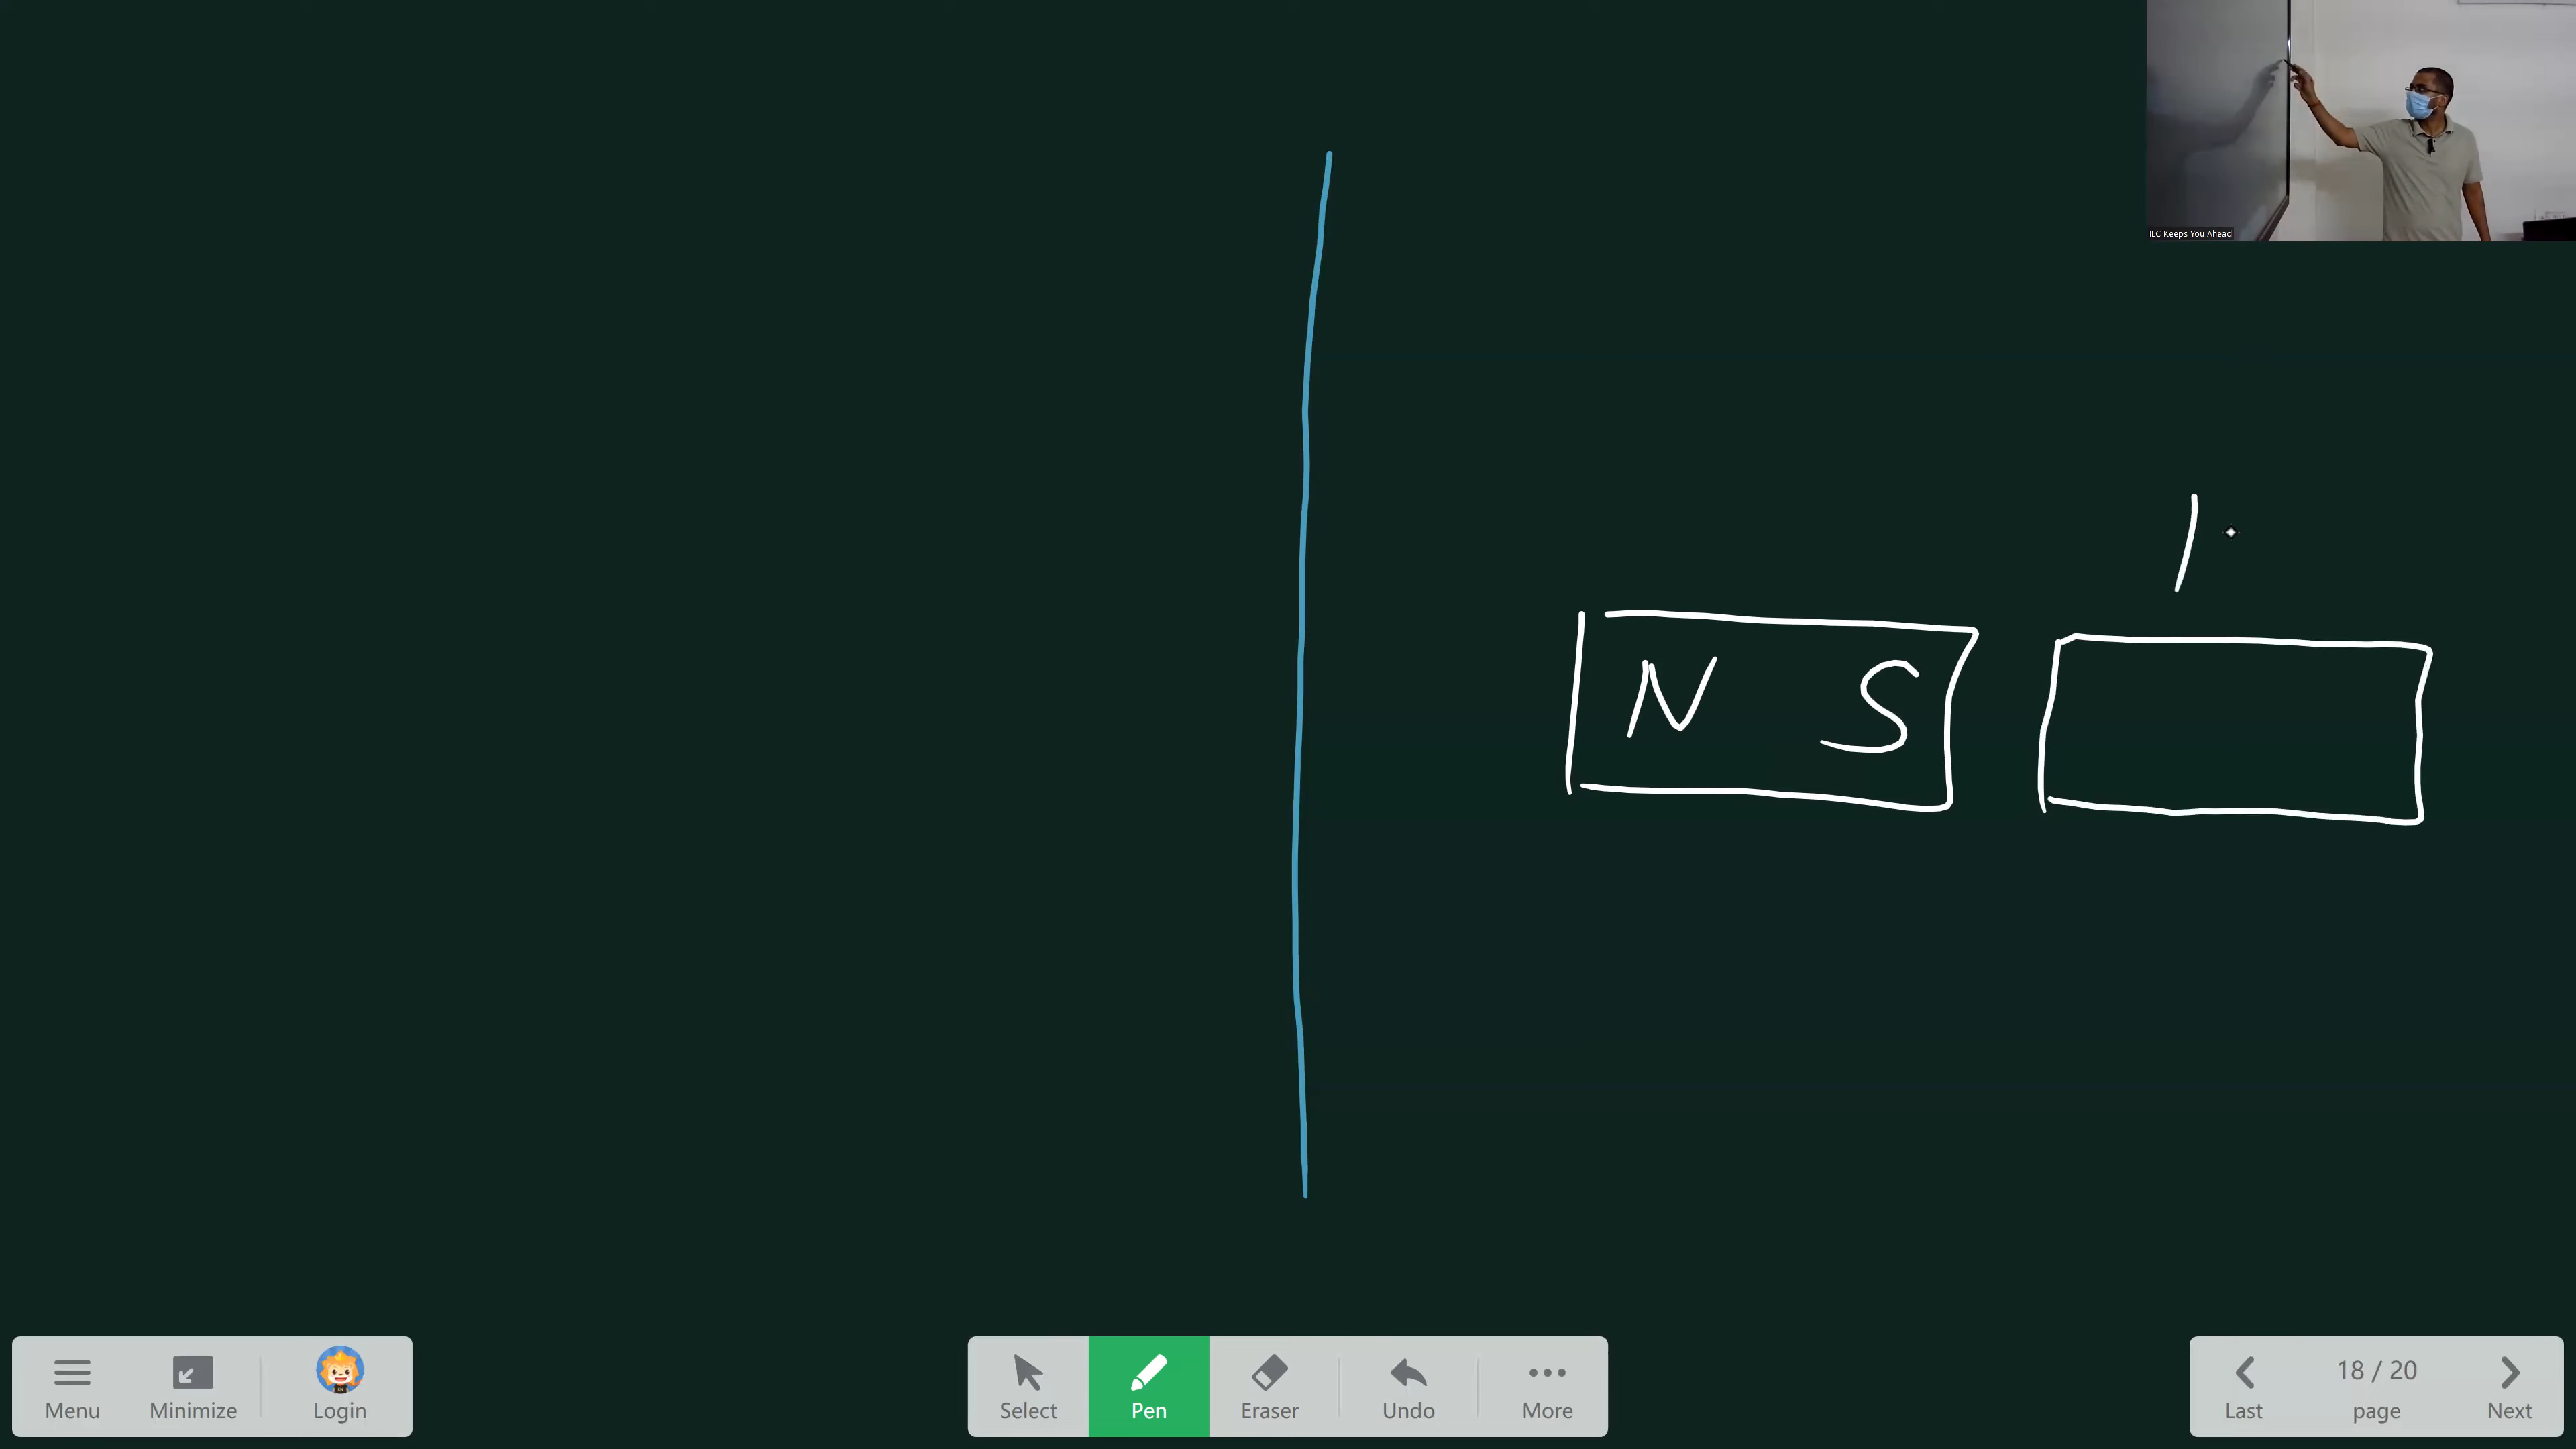 ILC Keeps You Ahead
N S
Menu Minimize Login Select Pen Eraser Undo More Last 18 / 20 page Next